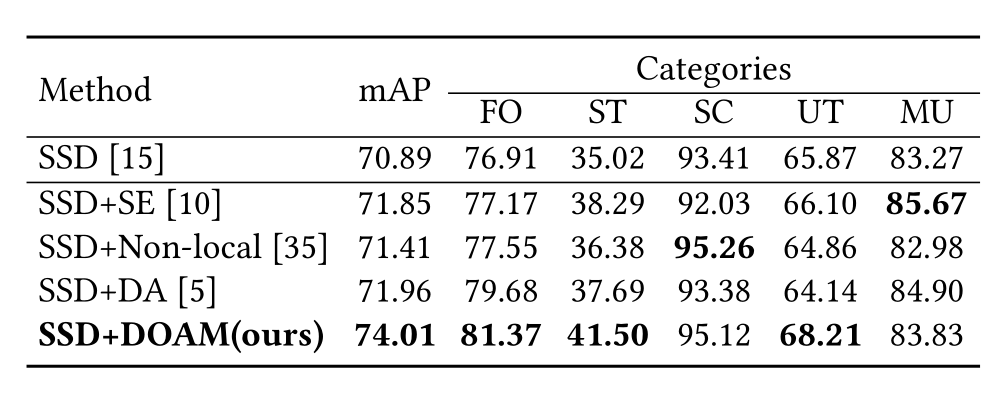 Method mAP Categories
FO ST SC UT MU
SSD [15] 70.89 76.91 35.02 93.41 65.87 83.27
SSD+SE [10] 71.85 77.17 38.29 92.03 66.10 85.67
SSD+Non-local [35] 71.41 77.55 36.38 95.26 64.86 82.98
SSD+DA [5] 71.96 79.68 37.69 93.38 64.14 84.90
SSD+DOAM(ours) 74.01 81.37 41.50 95.12 68.21 83.83